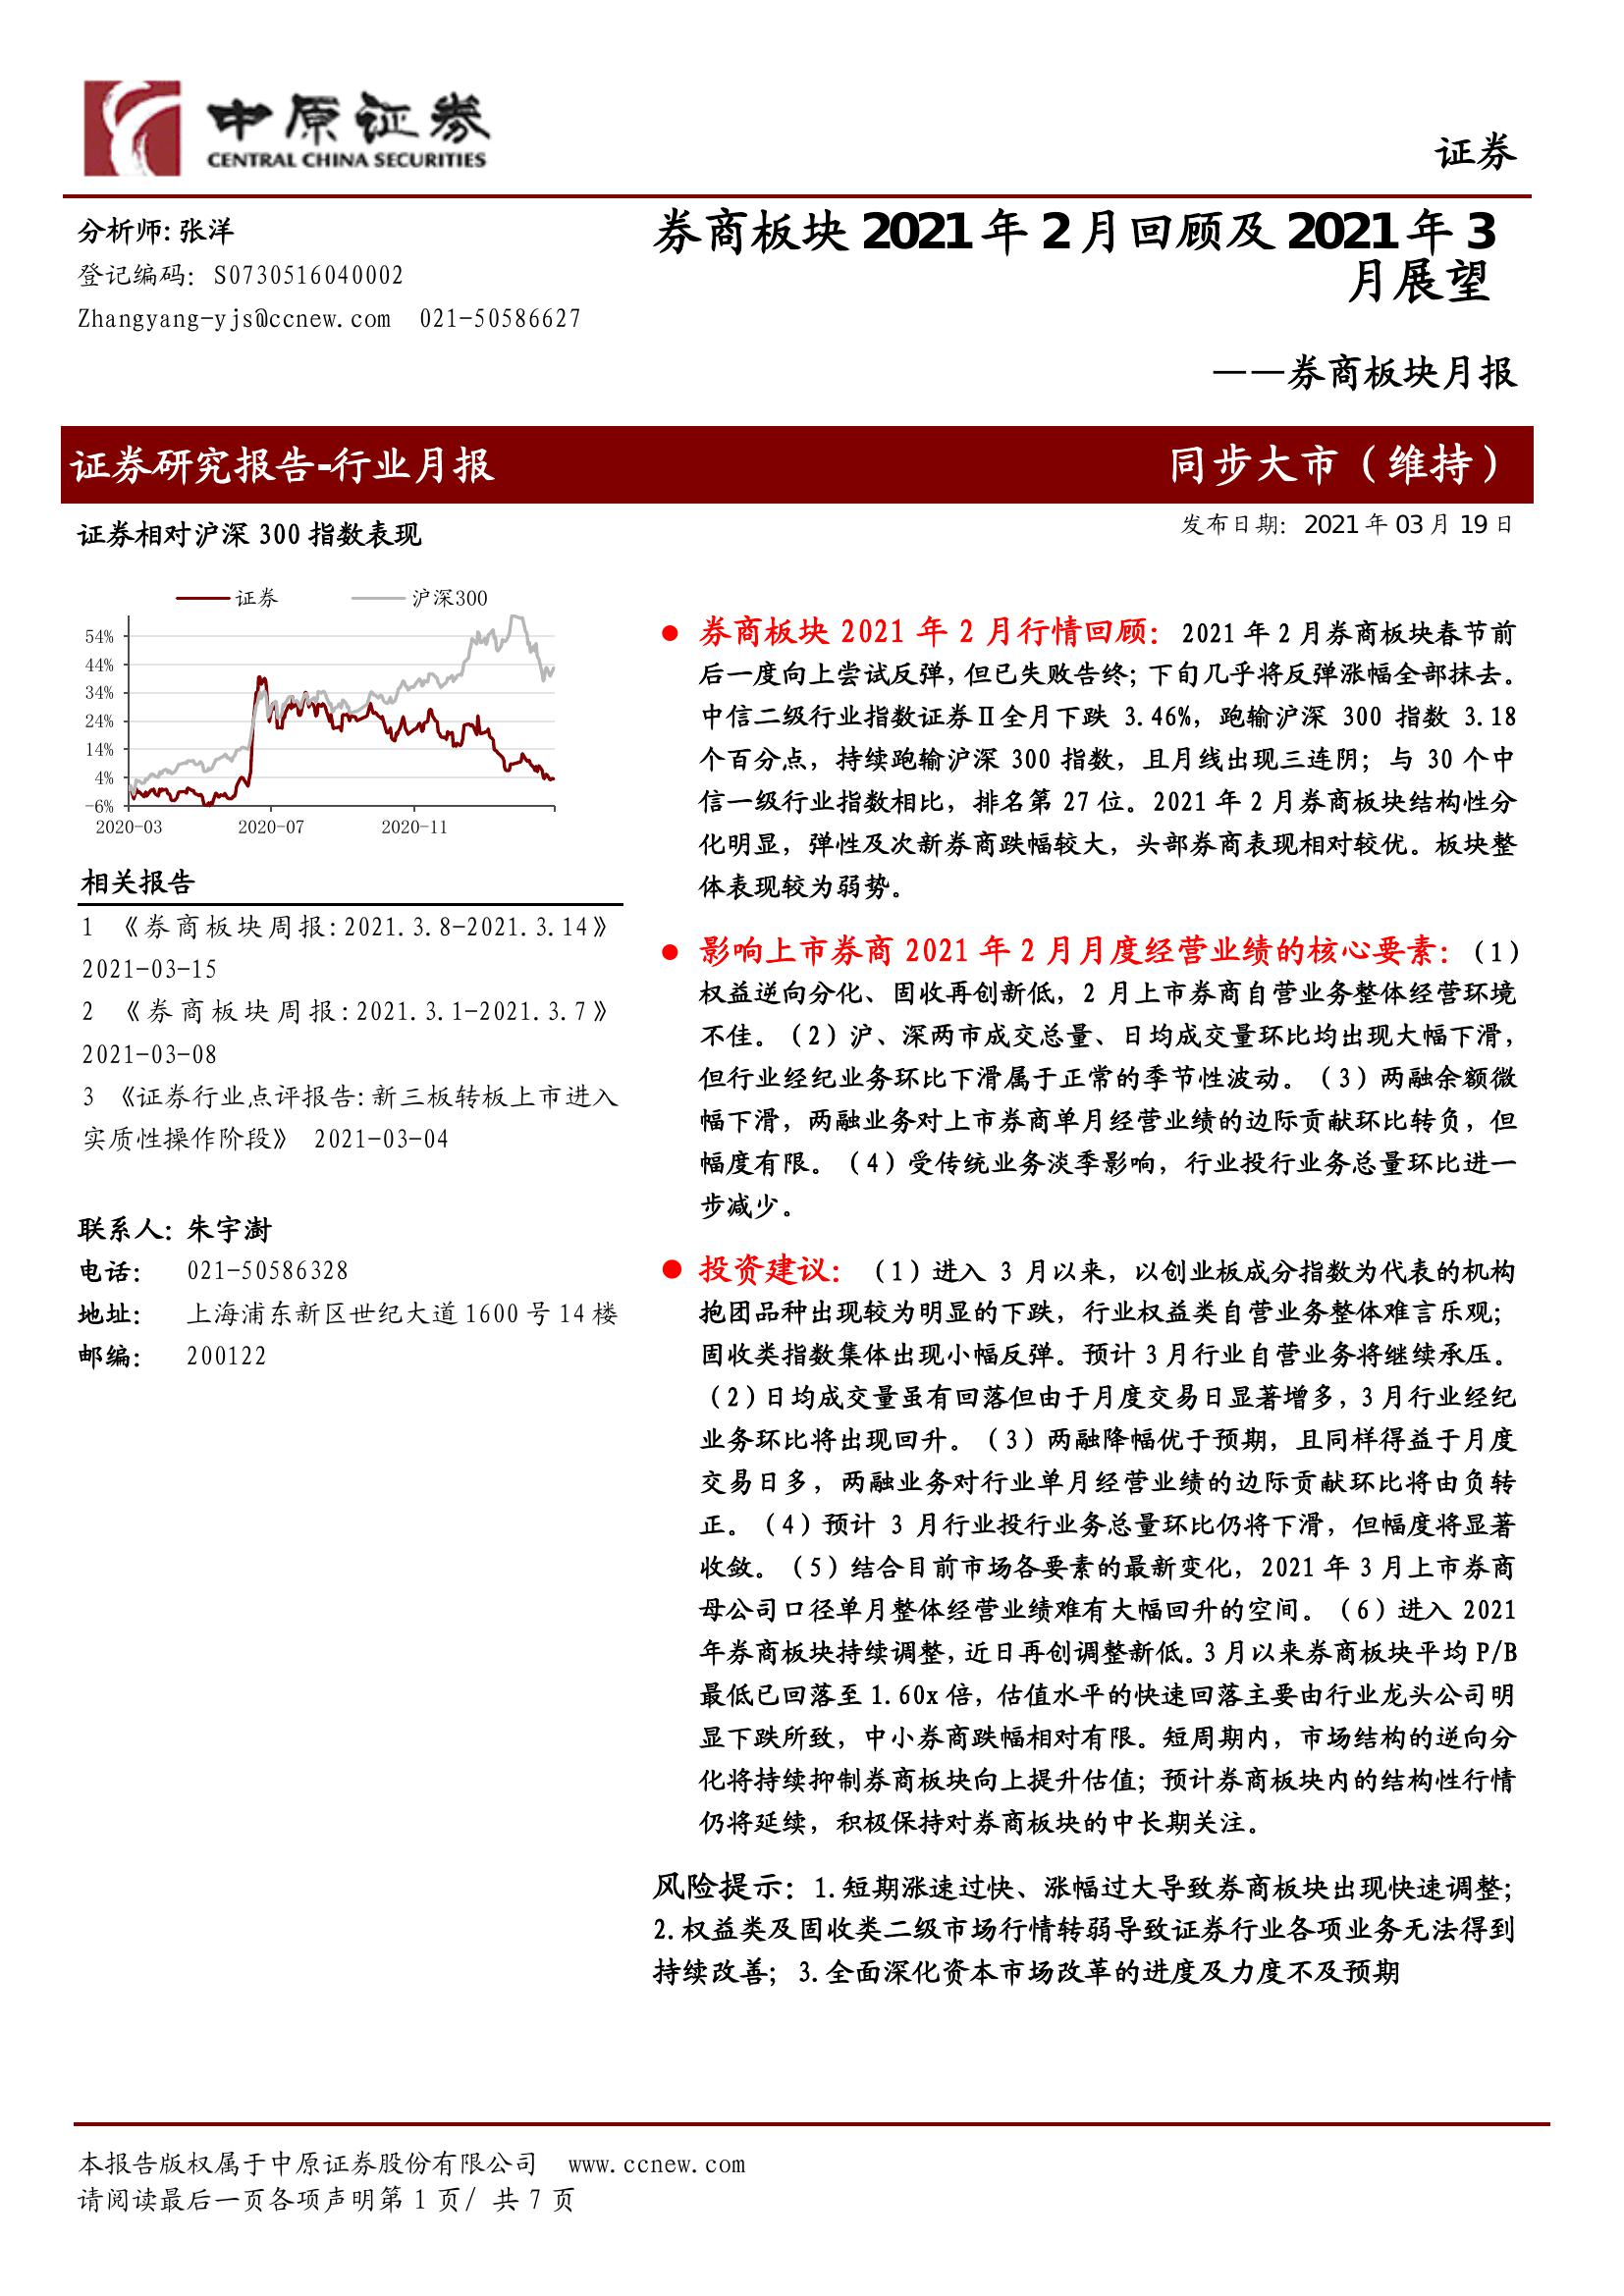 中原证券
CENTRAL CHINA SECURITIES
证券
分析师:张洋
登记编码：S0730516040002
Zhangyang-yjs@ccnew.com 021-50586627
券商板块 2021 年 2 月回顾及 2021 年 3
月展望
——券商板块月报
证券研究报告-行业月报
同步大市（维持）
发布日期：2021 年 03 月 19 日
证券相对沪深 300 指数表现
证券 沪深300
54%
44%
34%
24%
14%
4%
-6%
2020-03 2020-07 2020-11
相关报告
1 《券商板块周报:2021.3.8-2021.3.14》
2021-03-15
2 《券商板块周报:2021.3.1-2021.3.7》
2021-03-08
3 《证券行业点评报告:新三板转板上市进入
实质性操作阶段》 2021-03-04
联系人：朱宇澍
电话： 021-50586328
地址： 上海浦东新区世纪大道 1600 号 14 楼
邮编： 200122
● 券商板块 2021 年 2 月行情回顾：2021 年 2 月券商板块春节前
后一度向上尝试反弹,但已失败告终；下旬几乎将反弹涨幅全部抹去。
中信二级行业指数证券Ⅱ全月下跌 3.46%，跑输沪深 300 指数 3.18
个百分点，持续跑输沪深 300 指数，且月线出现三连阴；与 30 个中
信一级行业指数相比，排名第 27 位。2021 年 2 月券商板块结构性分
化明显，弹性及次新券商跌幅较大，头部券商表现相对较优。板块整
体表现较为弱势。
● 影响上市券商 2021 年 2 月月度经营业绩的核心要素：（1）
权益逆向分化、固收再创新低，2 月上市券商自营业务整体经营环境
不佳。（2）沪、深两市成交总量、日均成交量环比均出现大幅下滑，
但行业经纪业务环比下滑属于正常的季节性波动。（3）两融余额微
幅下滑，两融业务对上市券商单月经营业绩的边际贡献环比转负，但
幅度有限。（4）受传统业务淡季影响，行业投行业务总量环比进一
步减少。
● 投资建议：（1）进入 3 月以来，以创业板成分指数为代表的机构
抱团品种出现较为明显的下跌，行业权益类自营业务整体难言乐观；
固收类指数集体出现小幅反弹。预计 3 月行业自营业务将继续承压。
（2）日均成交量虽有回落但由于月度交易日显著增多，3 月行业经纪
业务环比将出现回升。（3）两融降幅优于预期，且同样得益于月度
交易日多，两融业务对行业单月经营业绩的边际贡献环比将由负转
正。（4）预计 3 月行业投行业务总量环比仍将下滑，但幅度将显著
收敛。（5）结合目前市场各要素的最新变化，2021 年 3 月上市券商
母公司口径单月整体经营业绩难有大幅回升的空间。（6）进入 2021
年券商板块持续调整，近日再创调整新低。3 月以来券商板块平均 P/B
最低已回落至 1.60x 倍，估值水平的快速回落主要由行业龙头公司明
显下跌所致，中小券商跌幅相对有限。短周期内，市场结构的逆向分
化将持续抑制券商板块向上提升估值；预计券商板块内的结构性行情
仍将延续，积极保持对券商板块的中长期关注。
风险提示：1.短期涨速过快、涨幅过大导致券商板块出现快速调整；
2.权益类及固收类二级市场行情转弱导致证券行业各项业务无法得到
持续改善；3.全面深化资本市场改革的进度及力度不及预期
本报告版权属于中原证券股份有限公司 www.ccnew.com
请阅读最后一页各项声明第 1 页/ 共 7 页